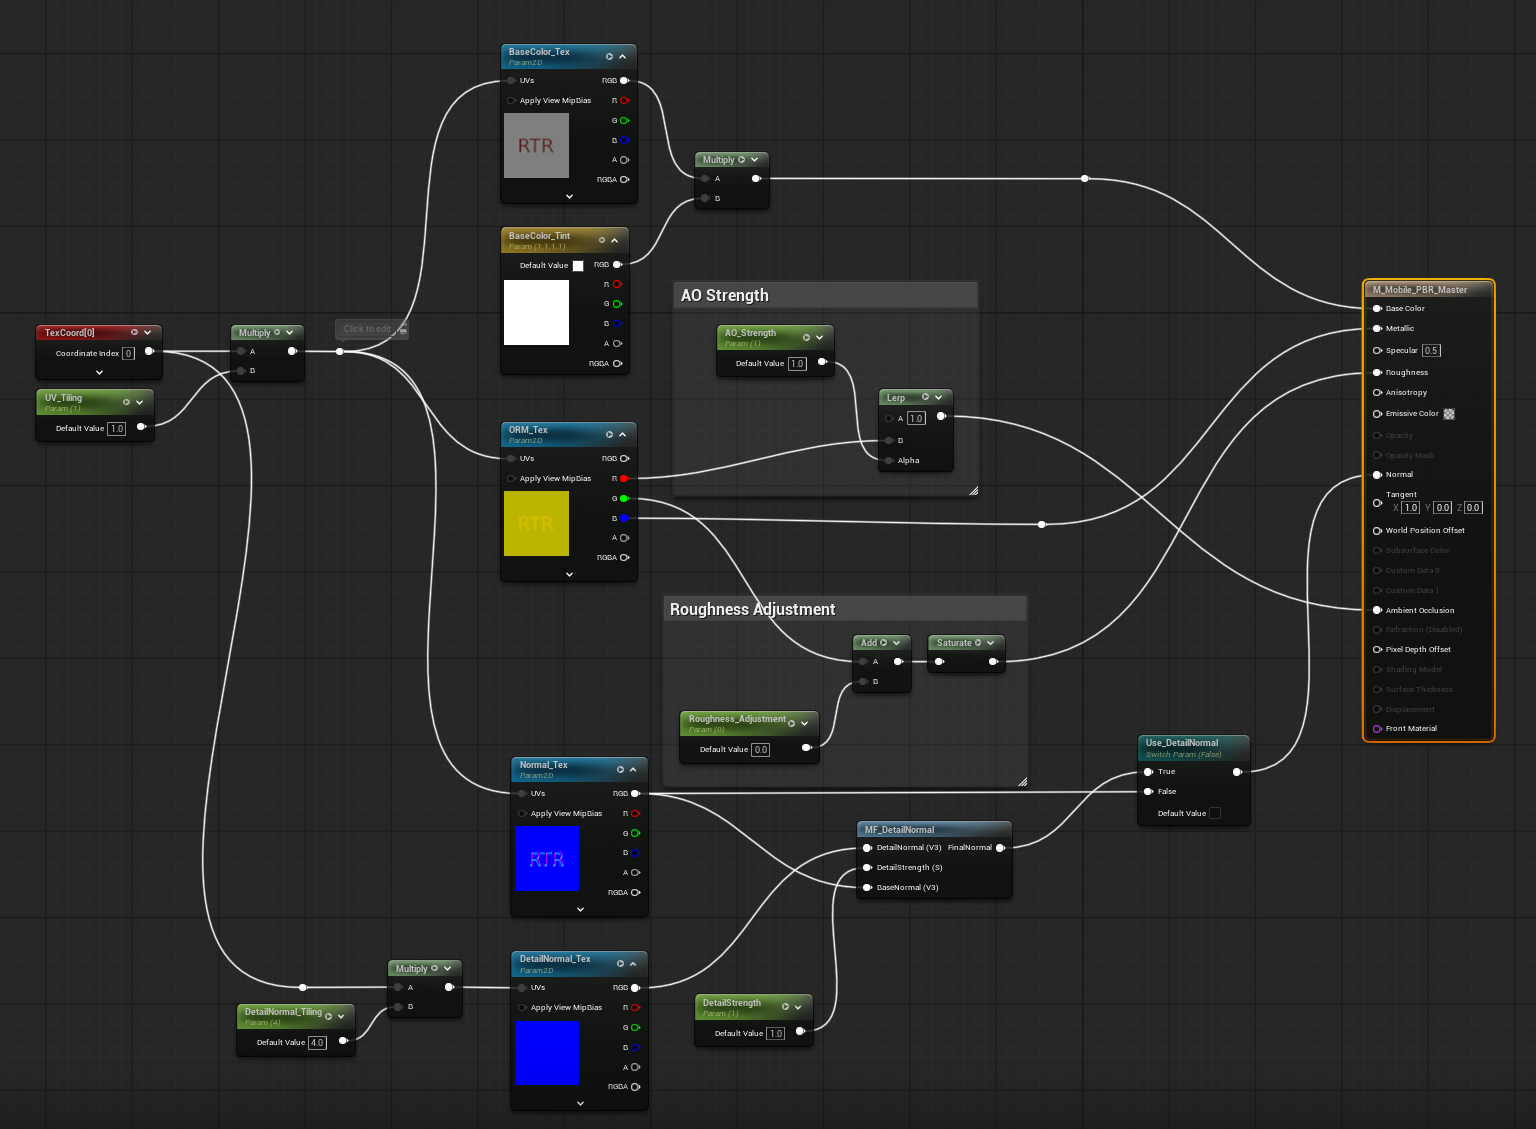 BaseColor_Tex
Param2D
UVs
RGB
Apply View MipBias
R
G
B
A
RGBA
RTR
Multiply
A
B
BaseColor_Tint
Param (1,1,1,1)
Default Value
RGB
R
G
B
A
RGBA
AO Strength
AO_Strength
Param (1)
Default Value 1.0
Lerp
A 1.0
B
Alpha
TexCoord[0]
Coordinate Index 0
Multiply
A
B
Click to edit
UV_Tiling
Param (1)
Default Value 1.0
ORM_Tex
Param2D
UVs
RGB
Apply View MipBias
R
G
B
A
RGBA
RTR
M_Mobile_PBR_Master
Base Color
Metallic
Specular 0.5
Roughness
Anisotropy
Emissive Color
Opacity
Opacity Mask
Normal
Tangent
X 1.0 Y 0.0 Z 0.0
World Position Offset
Subsurface Color
Custom Data 0
Custom Data 1
Ambient Occlusion
Refraction (Disabled)
Pixel Depth Offset
Shading Model
Surface Thickness
Displacement
Front Material
Roughness Adjustment
Add
A
B
Saturate
Roughness_Adjustment
Param (0)
Default Value 0.0
Normal_Tex
Param2D
UVs
RGB
Apply View MipBias
R
G
B
A
RGBA
RTR
Use_DetailNormal
Switch Param (False)
True
False
Default Value
MF_DetailNormal
DetailNormal (V3) FinalNormal
DetailStrength (S)
BaseNormal (V3)
Multiply
A
B
DetailNormal_Tiling
Param (4)
Default Value 4.0
DetailNormal_Tex
Param2D
UVs
RGB
Apply View MipBias
R
G
B
A
RGBA
DetailStrength
Param (1)
Default Value 1.0